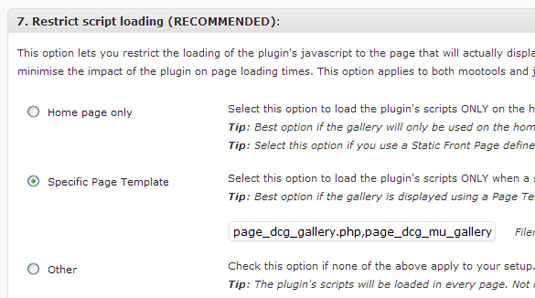 7. Restrict script loading (RECOMMENDED):
This option lets you restrict the loading of the plugin's javascript to the page that will actually
minimise the impact of the plugin on page loading times. This option applies to both mootools and
Home page only
Select this option to load the plugin's scripts ONLY on the
Tip: Best option if the gallery will only be used on the
Tip: Select this option if you use a Static Front Page
Specific Page Template
Select this option to load the plugin's scripts ONLY when a
Tip: Best option if the gallery is displayed using a Page
page_dcg_gallery.php,page_dcg_mu_gallery
Other
Check this option if none of the above apply to your setup.
Tip: The plugin's scripts will be loaded in every page. Not